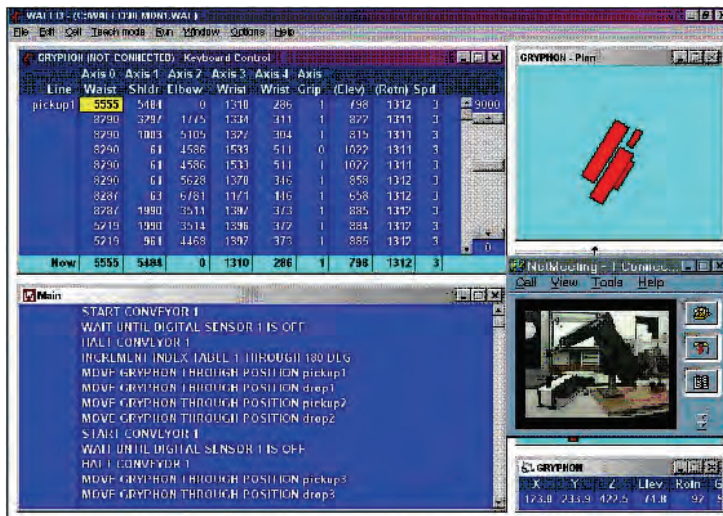 WALLI3 - (C:\WALLI3\DEMON1.WAL)
File Edit Cell Teach mode Run Window Options Help
GRYPHON (NOT CONNECTED) Keyboard Control
Axis 0 Axis 1 Axis 2 Axis 3 Axis 4 Axis
Line Waist Shldr Elbow Wrist Wrist Grip (Elev) (Rotn) Spd
pickup1 5555 5484 0 1310 286 1 798 1312 3 9000
8290 3297 1775 1334 311 1 822 1311 3
8290 1083 5105 1327 304 1 815 1311 3
8290 61 4586 1533 511 0 1022 1311 3
8290 61 4586 1533 511 1 1022 1311 3
8290 61 5628 1370 346 1 858 1312 3
8287 63 6781 1171 146 1 658 1312 3
8287 1990 3514 1397 373 1 885 1312 3
5219 1990 3514 1396 372 1 884 1312 3
5219 961 4468 1397 373 1 885 1312 3 0
Now 5555 5484 0 1310 286 1 798 1312 3
GRYPHON - Plan
NetMeeting - 1 Connec...
Call View Tools Help
Main
START CONVEYOR 1
WAIT UNTIL DIGITAL SENSOR 1 IS OFF
HALT CONVEYOR 1
INCREMENT INDEX TABLE 1 THROUGH 180 DEG
MOVE GRYPHON THROUGH POSITION pickup1
MOVE GRYPHON THROUGH POSITION drop1
MOVE GRYPHON THROUGH POSITION pickup2
MOVE GRYPHON THROUGH POSITION drop2
START CONVEYOR 1
WAIT UNTIL DIGITAL SENSOR 1 IS OFF
HALT CONVEYOR 1
MOVE GRYPHON THROUGH POSITION pickup3
MOVE GRYPHON THROUGH POSITION drop3
GRYPHON
X Y Z Elev Rotn G
123.0 233.9 422.5 71.8 92